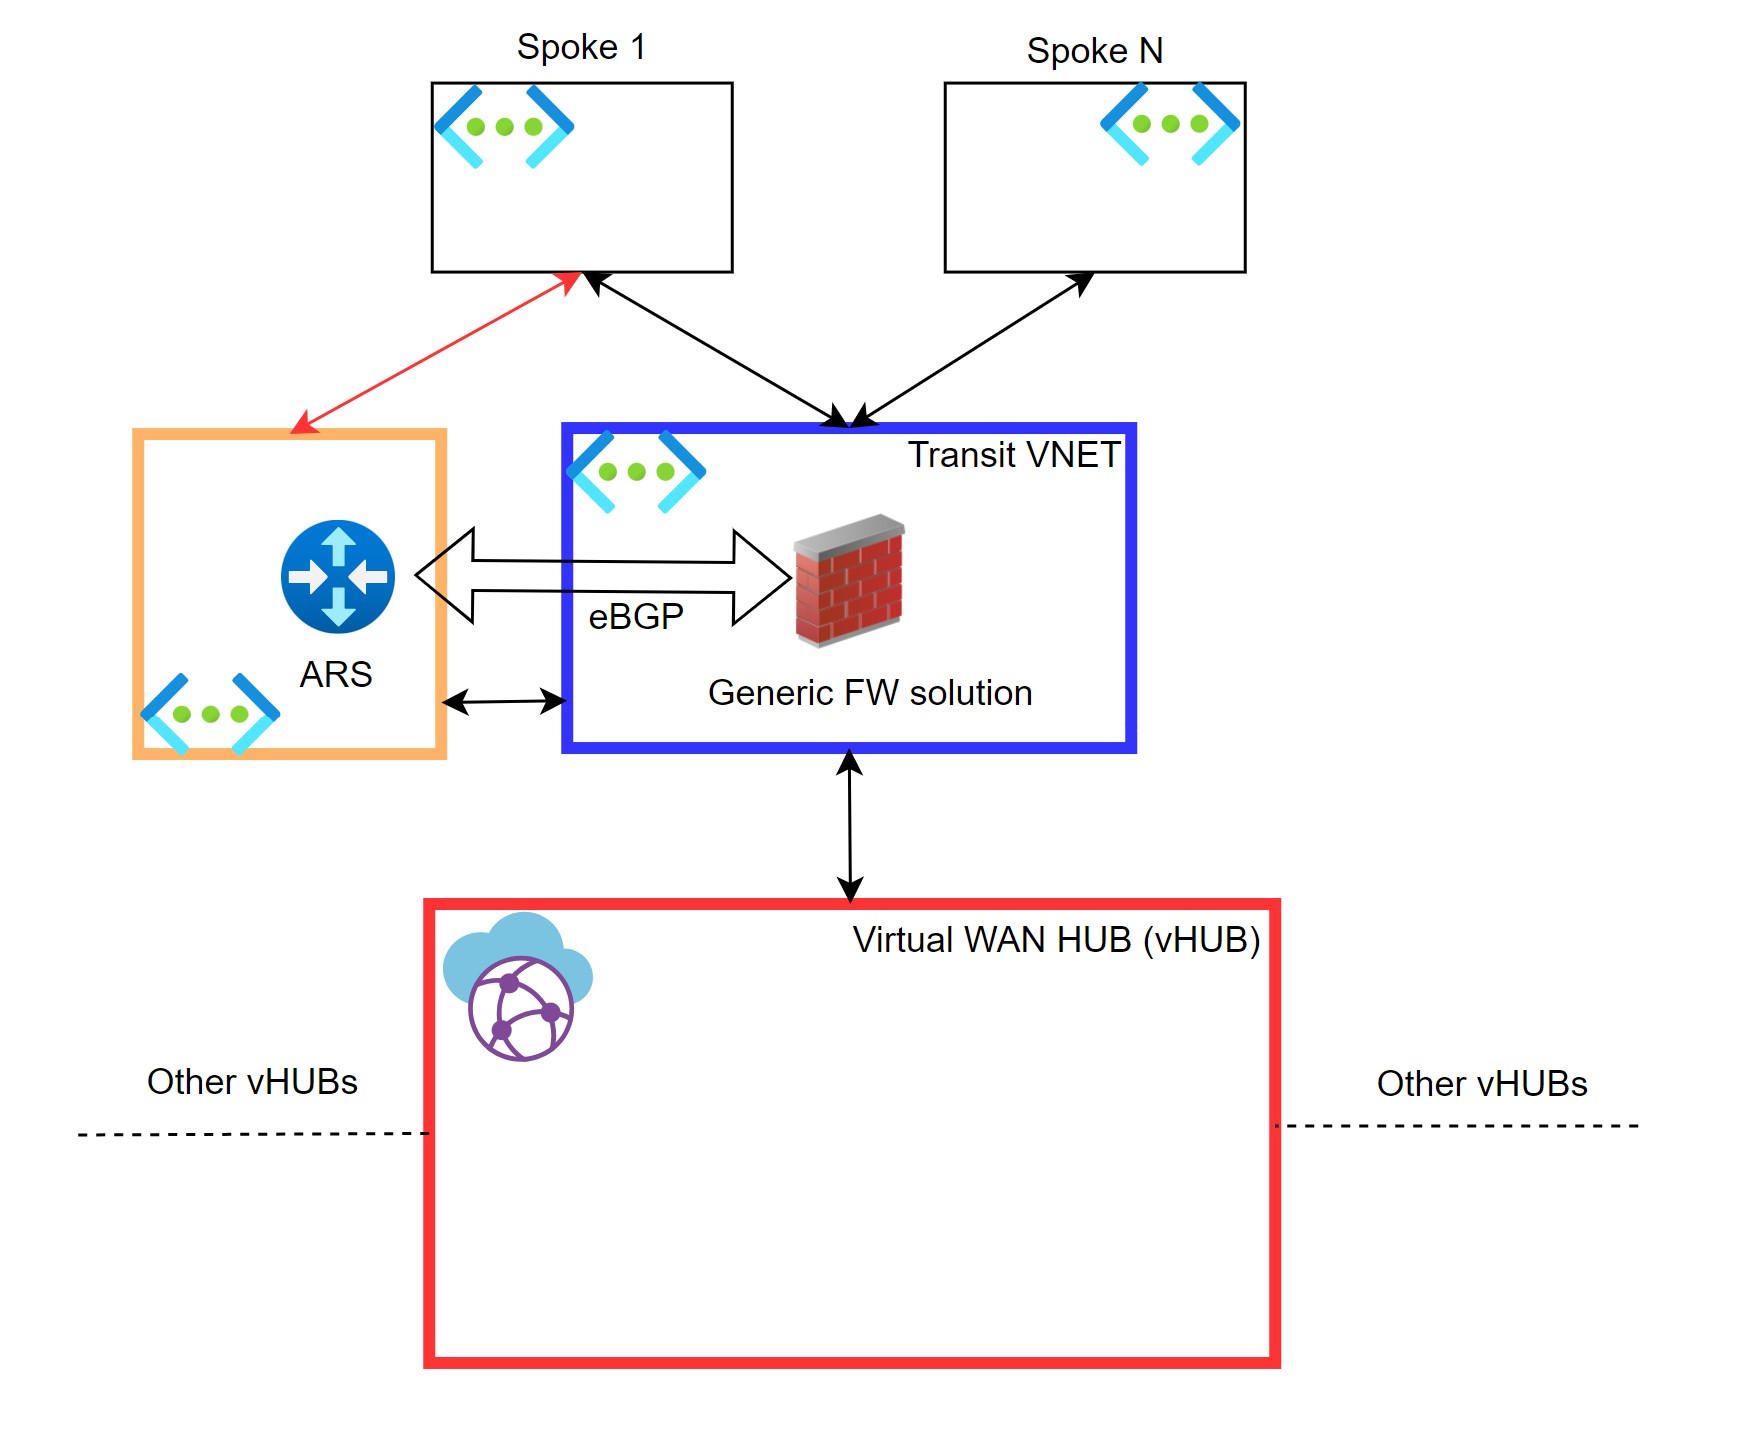 Spoke 1
Spoke N
Transit VNET
eBGP
ARS
Generic FW solution
Virtual WAN HUB (vHUB)
Other vHUBs
Other vHUBs